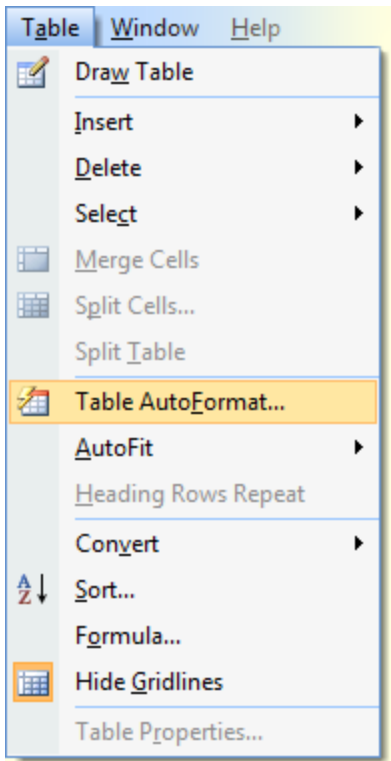 Table Window Help
Draw Table
Insert
Delete
Select
Merge Cells
Split Cells...
Split Table
Table AutoFormat...
AutoFit
Heading Rows Repeat
Convert
A Z Sort...
Formula...
Hide Gridlines
Table Properties...